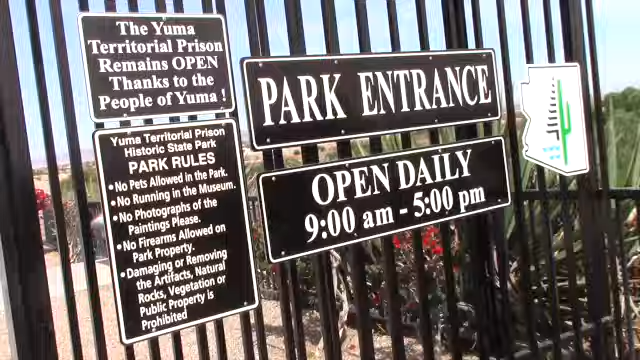 The Yuma
Territorial Prison
Remains OPEN
Thanks to the
People of Yuma !
Yuma Territorial Prison
Historic State Park
PARK RULES
• No Pets Allowed in the Park.
• No Running in the Museum.
• No Photographs of the
Paintings Please.
• No Firearms Allowed on
Park Property.
• Damaging or Removing
the Artifacts, Natural
Rocks, Vegetation or
Public Property is
Prohibited
PARK ENTRANCE
OPEN DAILY
9:00 am - 5:00 pm